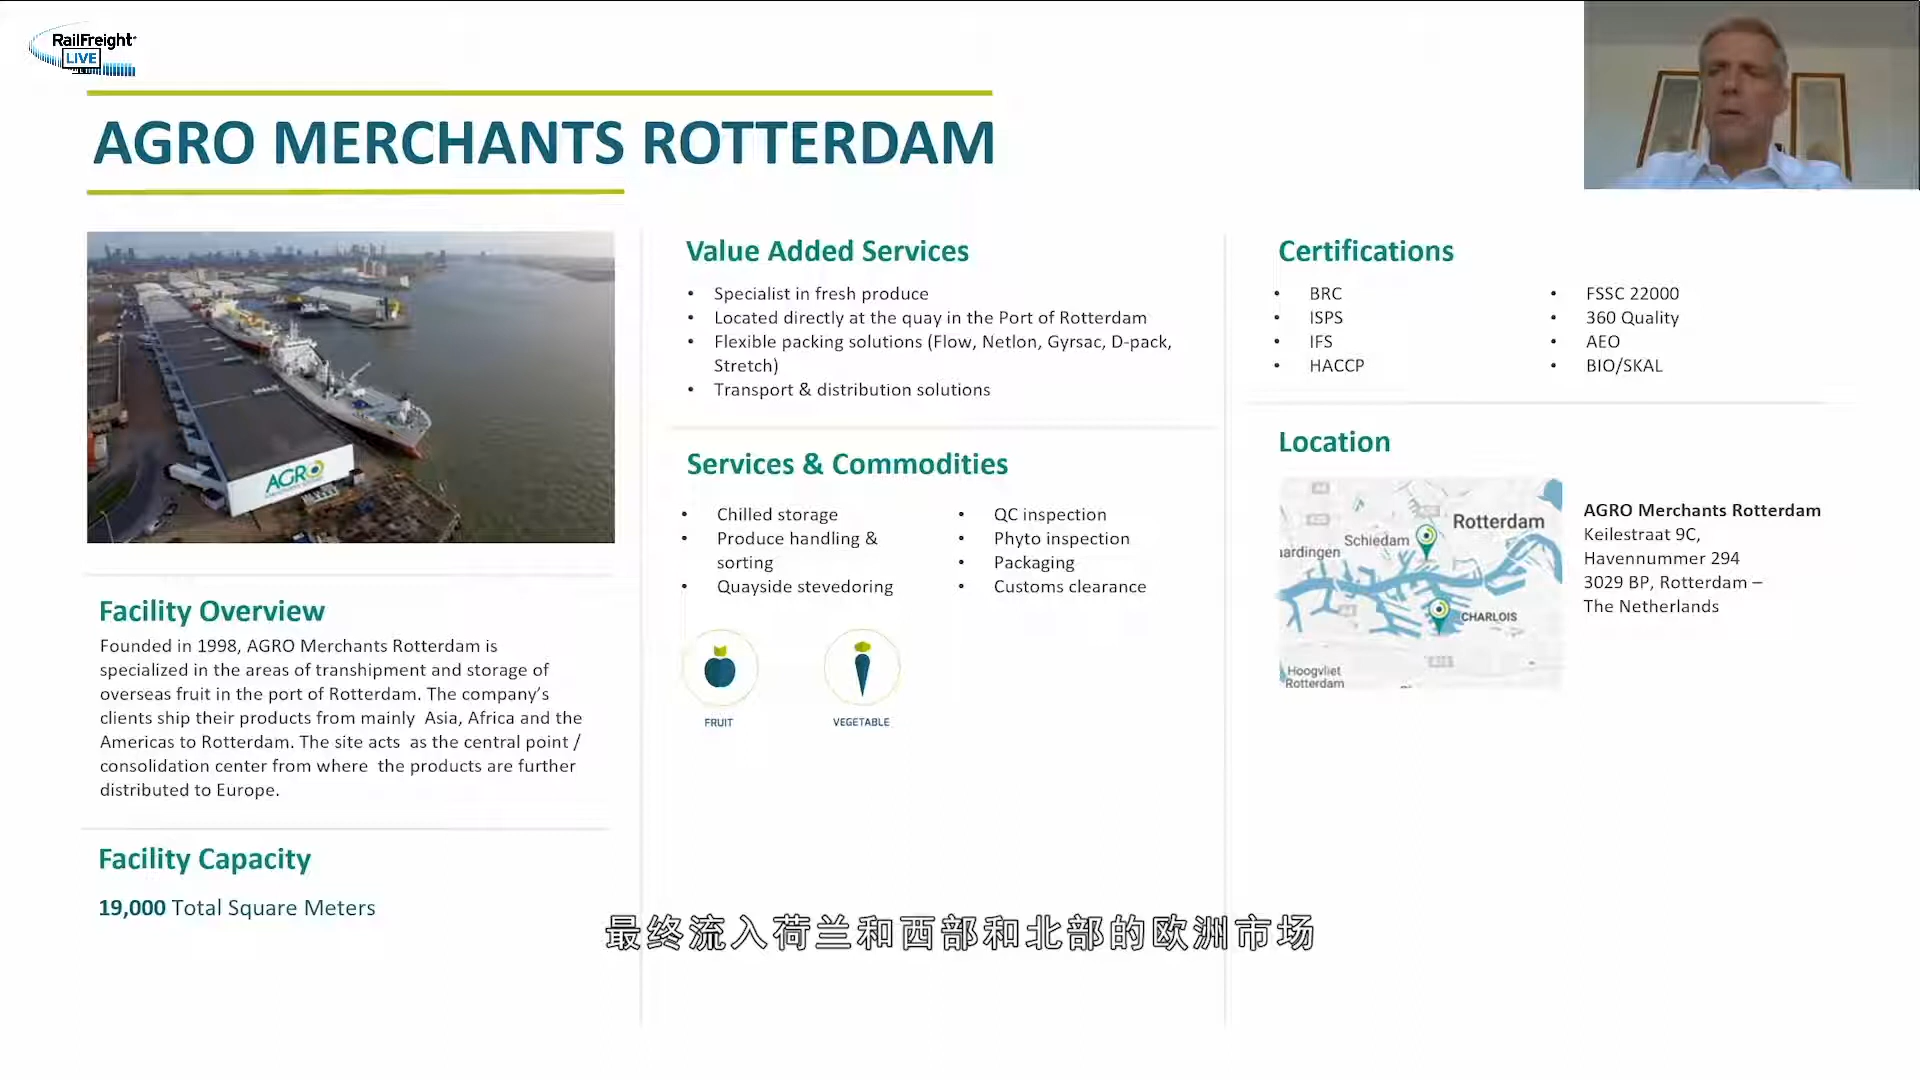 RailFreight
LIVE
AGRO MERCHANTS ROTTERDAM
AGRO
Facility Overview
Founded in 1998, AGRO Merchants Rotterdam is
specialized in the areas of transhipment and storage of
overseas fruit in the port of Rotterdam. The company's
clients ship their products from mainly Asia, Africa and the
Americas to Rotterdam. The site acts as the central point /
consolidation center from where the products are further
distributed to Europe.
Facility Capacity
19,000 Total Square Meters
Value Added Services
• Specialist in fresh produce
• Located directly at the quay in the Port of Rotterdam
• Flexible packing solutions (Flow, Netlon, Gyrsac, D-pack,
Stretch)
• Transport & distribution solutions
Services & Commodities
• Chilled storage
• Produce handling &
sorting
• Quayside stevedoring
• QC inspection
• Phyto inspection
• Packaging
• Customs clearance
FRUIT
VEGETABLE
Certifications
• BRC
• ISPS
• IFS
• HACCP
• FSSC 22000
• 360 Quality
• AEO
• BIO/SKAL
Location
Rotterdam
Schiedam
aardingen
CHARLOIS
Hoogvliet
Rotterdam
AGRO Merchants Rotterdam
Keilestraat 9C,
Havennummer 294
3029 BP, Rotterdam –
The Netherlands
最终流入荷兰和西部和北部的欧洲市场